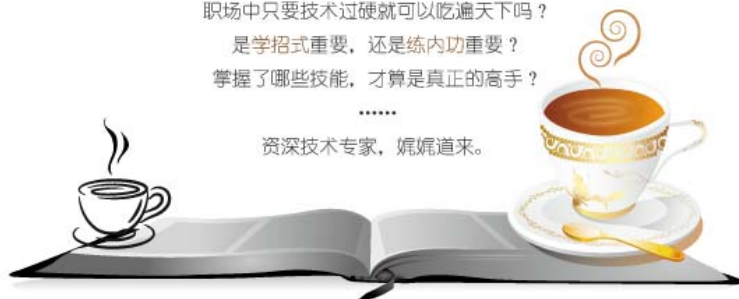 职场中只要技术过硬就可以吃遍天下吗？
是学招式重要，还是练内功重要？
掌握了哪些技能，才算是真正的高手？
……
资深技术专家，娓娓道来。